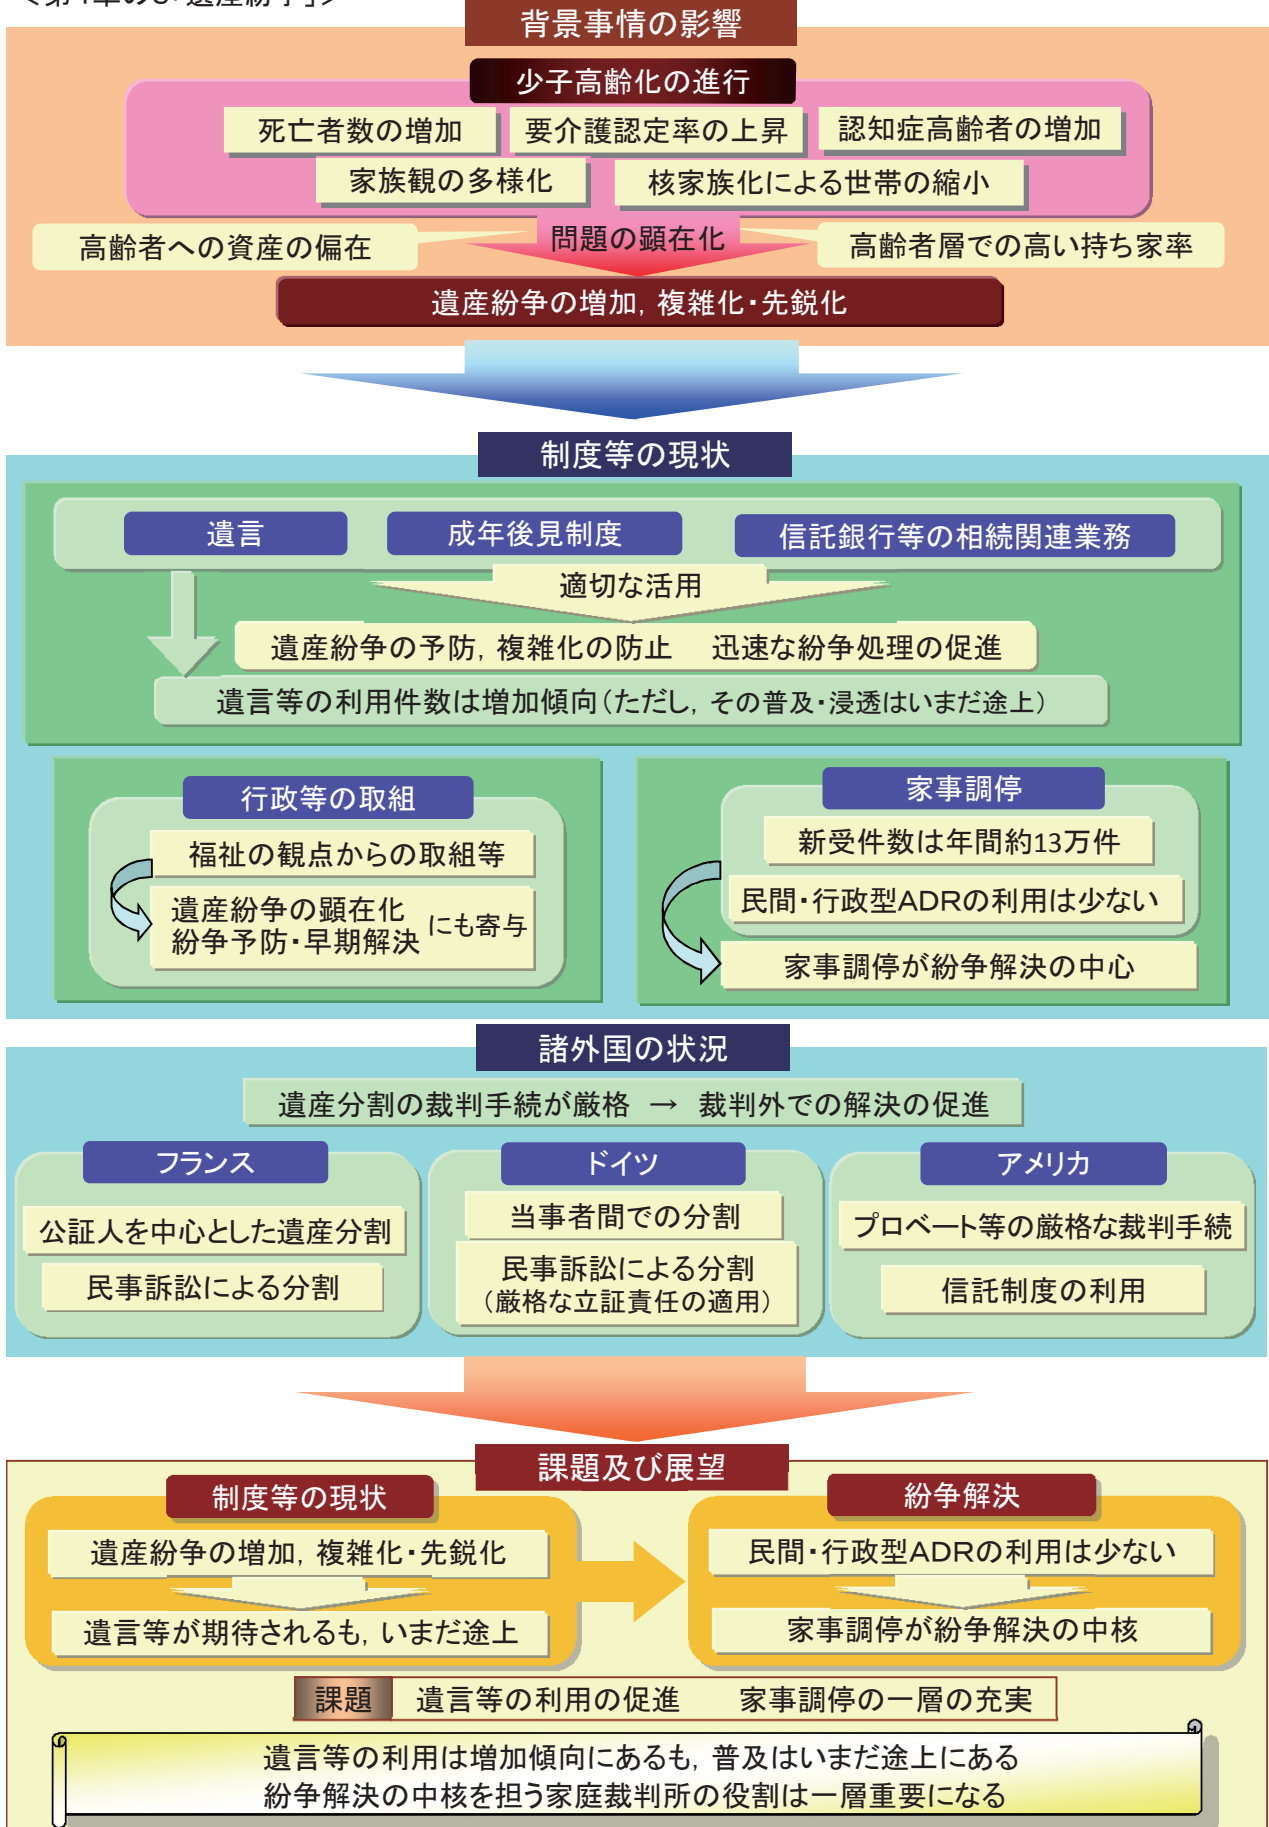 背景事情の影響
少子高齢化の進行
死亡者数の増加
要介護認定率の上昇
認知症高齢者の増加
家族観の多様化
核家族化による世帯の縮小
高齢者への資産の偏在
問題の顕在化
高齢者層での高い持ち家率
遺産紛争の増加，複雑化・先鋭化
制度等の現状
遺言
成年後見制度
信託銀行等の相続関連業務
適切な活用
遺産紛争の予防，複雑化の防止　迅速な紛争処理の促進
遺言等の利用件数は増加傾向（ただし，その普及・浸透はいまだ途上）
行政等の取組
福祉の観点からの取組等
遺産紛争の顕在化
紛争予防・早期解決
にも寄与
家事調停
新受件数は年間約13万件
民間・行政型ADRの利用は少ない
家事調停が紛争解決の中心
諸外国の状況
遺産分割の裁判手続が厳格 → 裁判外での解決の促進
フランス
公証人を中心とした遺産分割
民事訴訟による分割
ドイツ
当事者間での分割
民事訴訟による分割
（厳格な立証責任の適用）
アメリカ
プロベート等の厳格な裁判手続
信託制度の利用
課題及び展望
制度等の現状
遺産紛争の増加，複雑化・先鋭化
遺言等が期待されるも，いまだ途上
紛争解決
民間・行政型ADRの利用は少ない
家事調停が紛争解決の中核
課題
遺言等の利用の促進　家事調停の一層の充実
遺言等の利用は増加傾向にあるも，普及はいまだ途上にある
紛争解決の中核を担う家庭裁判所の役割は一層重要になる